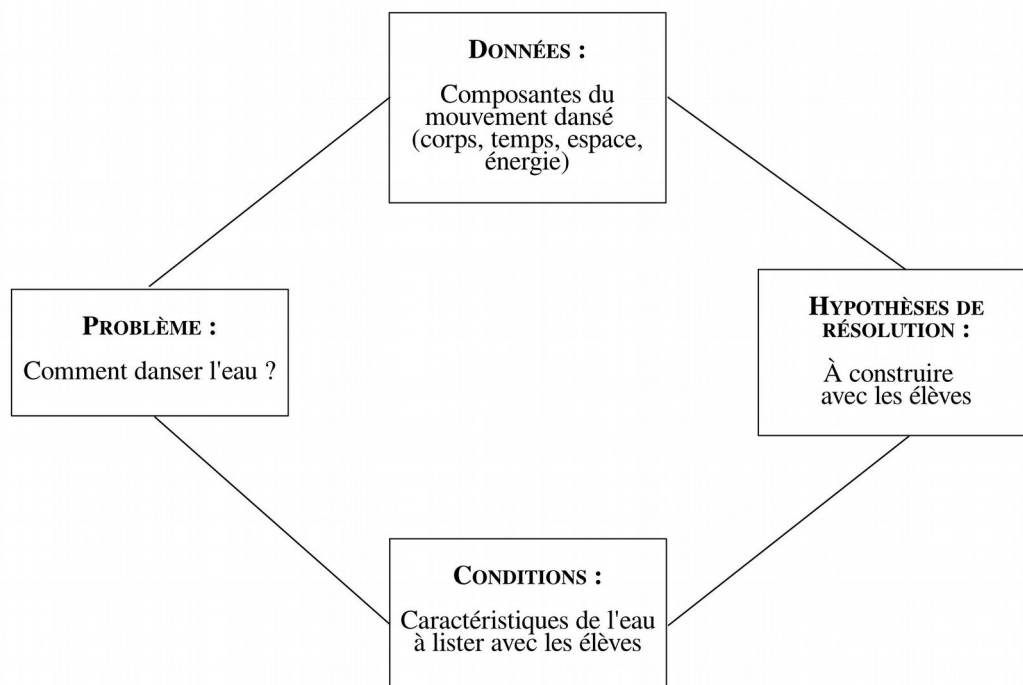 DONNÉES :
Composantes du
mouvement dansé
(corps, temps, espace,
énergie)
PROBLÈME :
Comment danser l'eau ?
HYPOTHÈSES DE
RÉSOLUTION :
À construire
avec les élèves
CONDITIONS :
Caractéristiques de l'eau
à lister avec les élèves